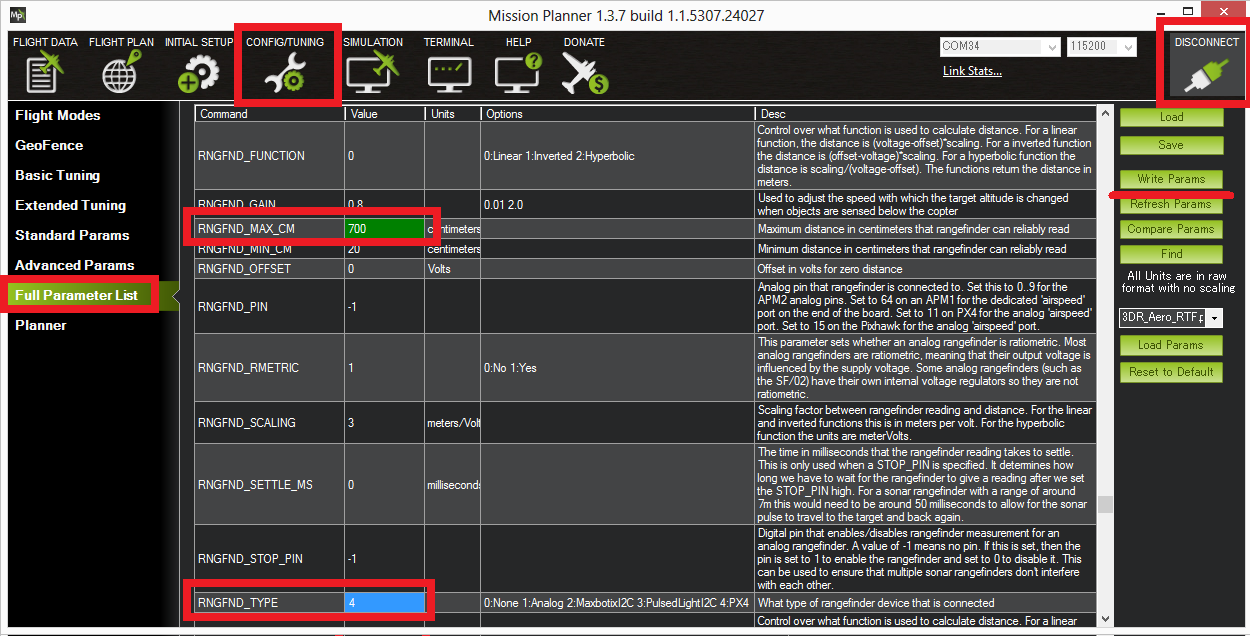 Mp
Mission Planner 1.3.7 build 1.1.5307.24027
FLIGHT DATA FLIGHT PLAN INITIAL SETUP CONFIG/TUNING SIMULATION TERMINAL HELP DONATE
COM34 115200 DISCONNECT
Link Stats...
Flight Modes
GeoFence
Basic Tuning
Extended Tuning
Standard Params
Advanced Params
Full Parameter List
Planner
Command Value Units Options Desc
RNGFND_FUNCTION 0 0:Linear 1:Inverted 2:Hyperbolic
Control over what function is used to calculate distance. For a linear
function, the distance is (voltage-offset)*scaling. For a inverted function
the distance is (offset-voltage)*scaling. For a hyperbolic function the
distance is scaling/(voltage-offset). The functions return the distance in
meters.
RNGFND_GAIN 0.8 0.01 2.0
Used to adjust the speed with which the target altitude is changed
when objects are sensed below the copter
RNGFND_MAX_CM 700 centimeters Maximum distance in centimeters that rangefinder can reliably read
RNGFND_MIN_CM 20 centimeters Minimum distance in centimeters that rangefinder can reliably read
RNGFND_OFFSET 0 Volts Offset in volts for zero distance
RNGFND_PIN -1
Analog pin that rangefinder is connected to. Set this to 0..9 for the
APM2 analog pins. Set to 64 on an APM1 for the dedicated 'airspeed'
port on the end of the board. Set to 11 on PX4 for the analog 'airspeed'
port. Set to 15 on the Pixhawk for the analog 'airspeed' port.
RNGFND_RMETRIC 1 0:No 1:Yes
This parameter sets whether an analog rangefinder is ratiometric. Most
analog rangefinders are ratiometric, meaning that their output voltage is
influenced by the supply voltage. Some analog rangefinders (such as
the SF/02) have their own internal voltage regulators so they are not
ratiometric.
RNGFND_SCALING 3 meters/Volt
Scaling factor between rangefinder reading and distance. For the linear
and inverted functions this is in meters per volt. For the hyperbolic
function the units are meterVolts.
RNGFND_SETTLE_MS 0 milliseconds
The time in milliseconds that the rangefinder reading takes to settle.
This is only used when a STOP_PIN is specified. It determines how
long we have to wait for the rangefinder to give a reading after we set
the STOP_PIN high. For a sonar rangefinder with a range of around
7m this would need to be around 50 milliseconds to allow for the sonar
pulse to travel to the target and back again.
RNGFND_STOP_PIN -1
Digital pin that enables/disables rangefinder measurement for an
analog rangefinder. A value of -1 means no pin. If this is set, then the
pin is set to 1 to enable the rangefinder and set to 0 to disable it. This
can be used to ensure that multiple sonar rangefinders don't interfere
with each other.
RNGFND_TYPE 4 0:None 1:Analog 2:MaxbotixI2C 3:PulsedLightI2C 4:PX4 What type of rangefinder device that is connected
Control over what function is used to calculate distance. For a linear
Load
Save
Write Params
Refresh Params
Compare Params
Find
All Units are in raw
format with no scaling
3DR_Aero_RTF.p
Load Params
Reset to Default